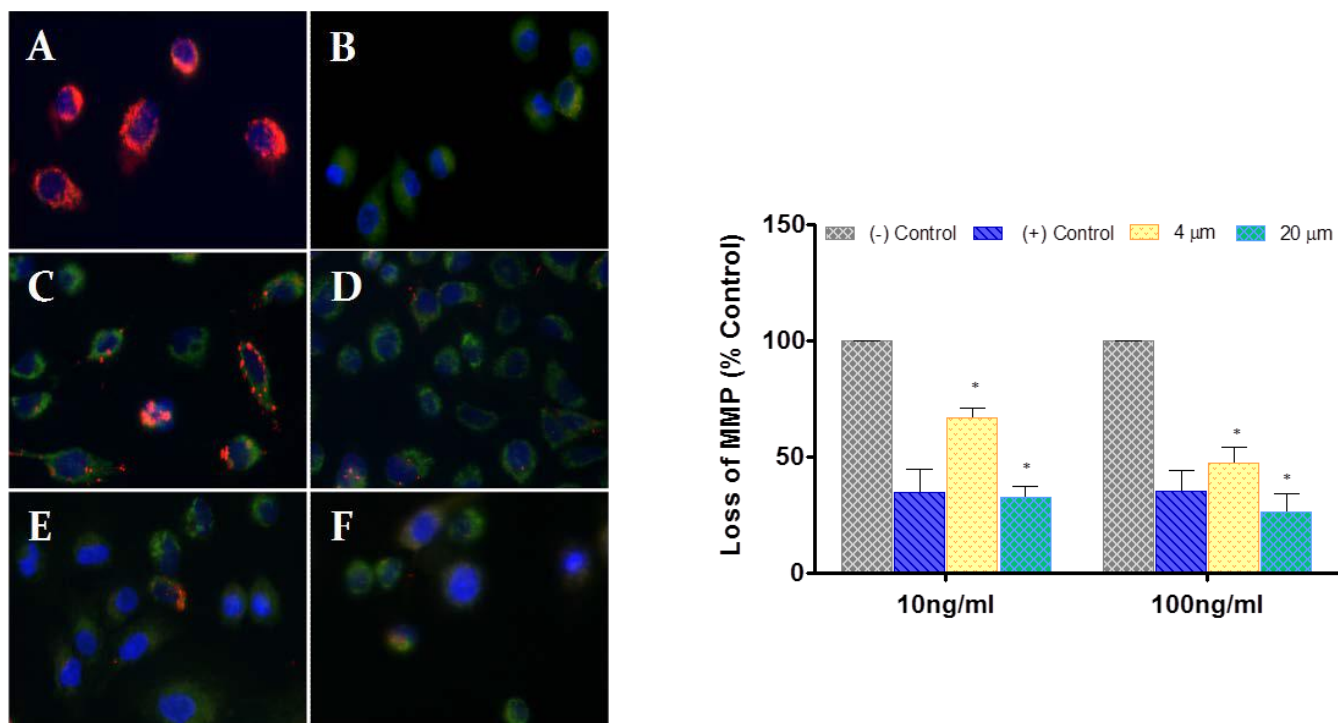 A
B
C
D
E
F
150
(-) Control
(+) Control
4 μm
20 μm
100
50
0
*
*
*
*
Loss of MMP (% Control)
10ng/ml
100ng/ml